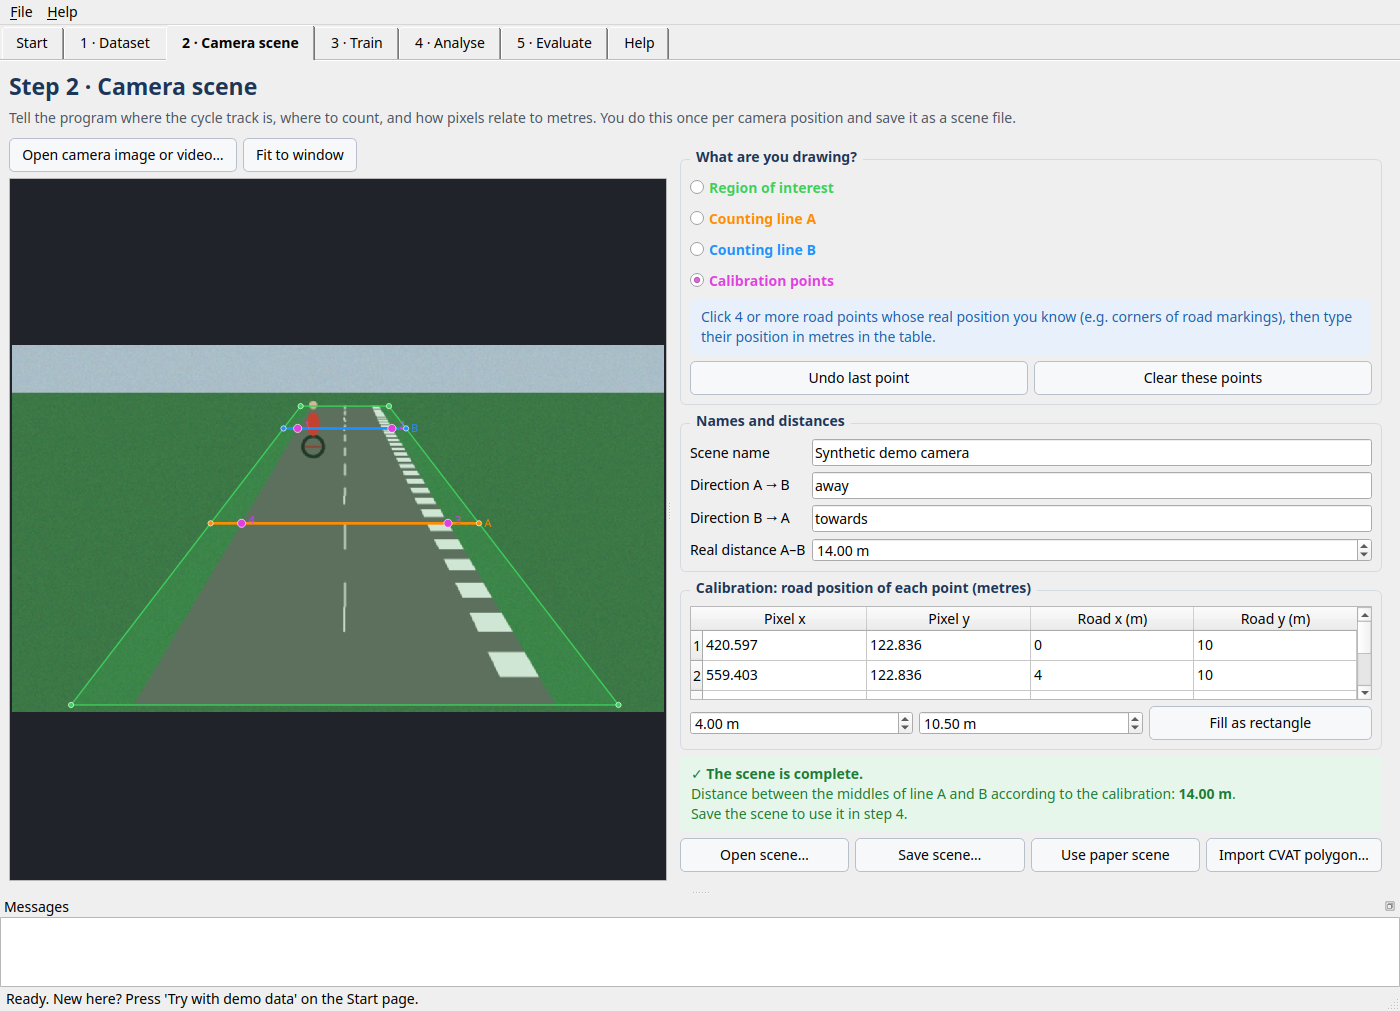 File Help
Start
1 · Dataset
2 · Camera scene
3 · Train
4 · Analyse
5 · Evaluate
Help
Step 2 · Camera scene
Tell the program where the cycle track is, where to count, and how pixels relate to metres. You do this once per camera position and save it as a scene file.
Open camera image or video...
Fit to window
B
A
What are you drawing?
Region of interest
Counting line A
Counting line B
Calibration points
Click 4 or more road points whose real position you know (e.g. corners of road markings), then type
their position in metres in the table.
Undo last point
Clear these points
Names and distances
Scene name Synthetic demo camera
Direction A → B away
Direction B → A towards
Real distance A–B 14.00 m
Calibration: road position of each point (metres)
Pixel x Pixel y Road x (m) Road y (m)
1 420.597 122.836 0 10
2 559.403 122.836 4 10
4.00 m 10.50 m Fill as rectangle
✓ The scene is complete.
Distance between the middles of line A and B according to the calibration: 14.00 m.
Save the scene to use it in step 4.
Open scene...
Save scene...
Use paper scene
Import CVAT polygon...
Messages
Ready. New here? Press 'Try with demo data' on the Start page.